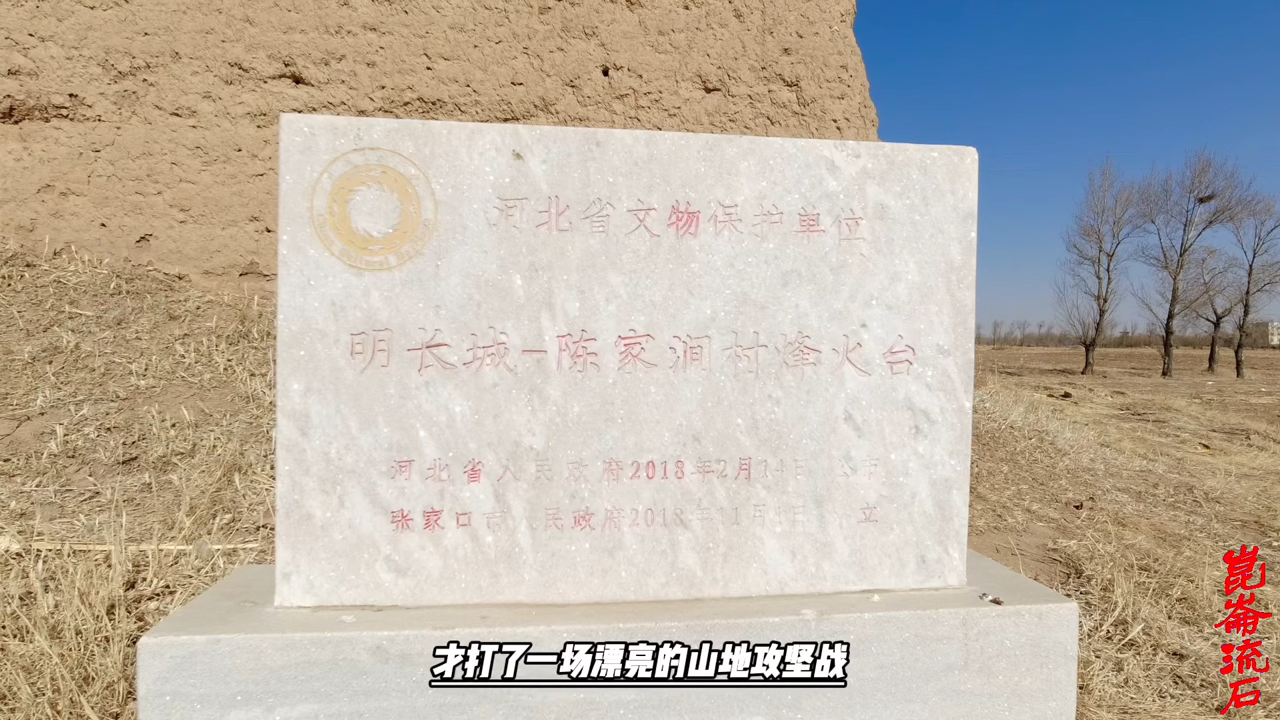 河北省文物保护单位
明长城-陈家涧村烽火台
河北省人民政府2018年2月14日 公布
张家口市人民政府2018年11月1日 立
才打了一场漂亮的山地攻坚战
崑崙流石